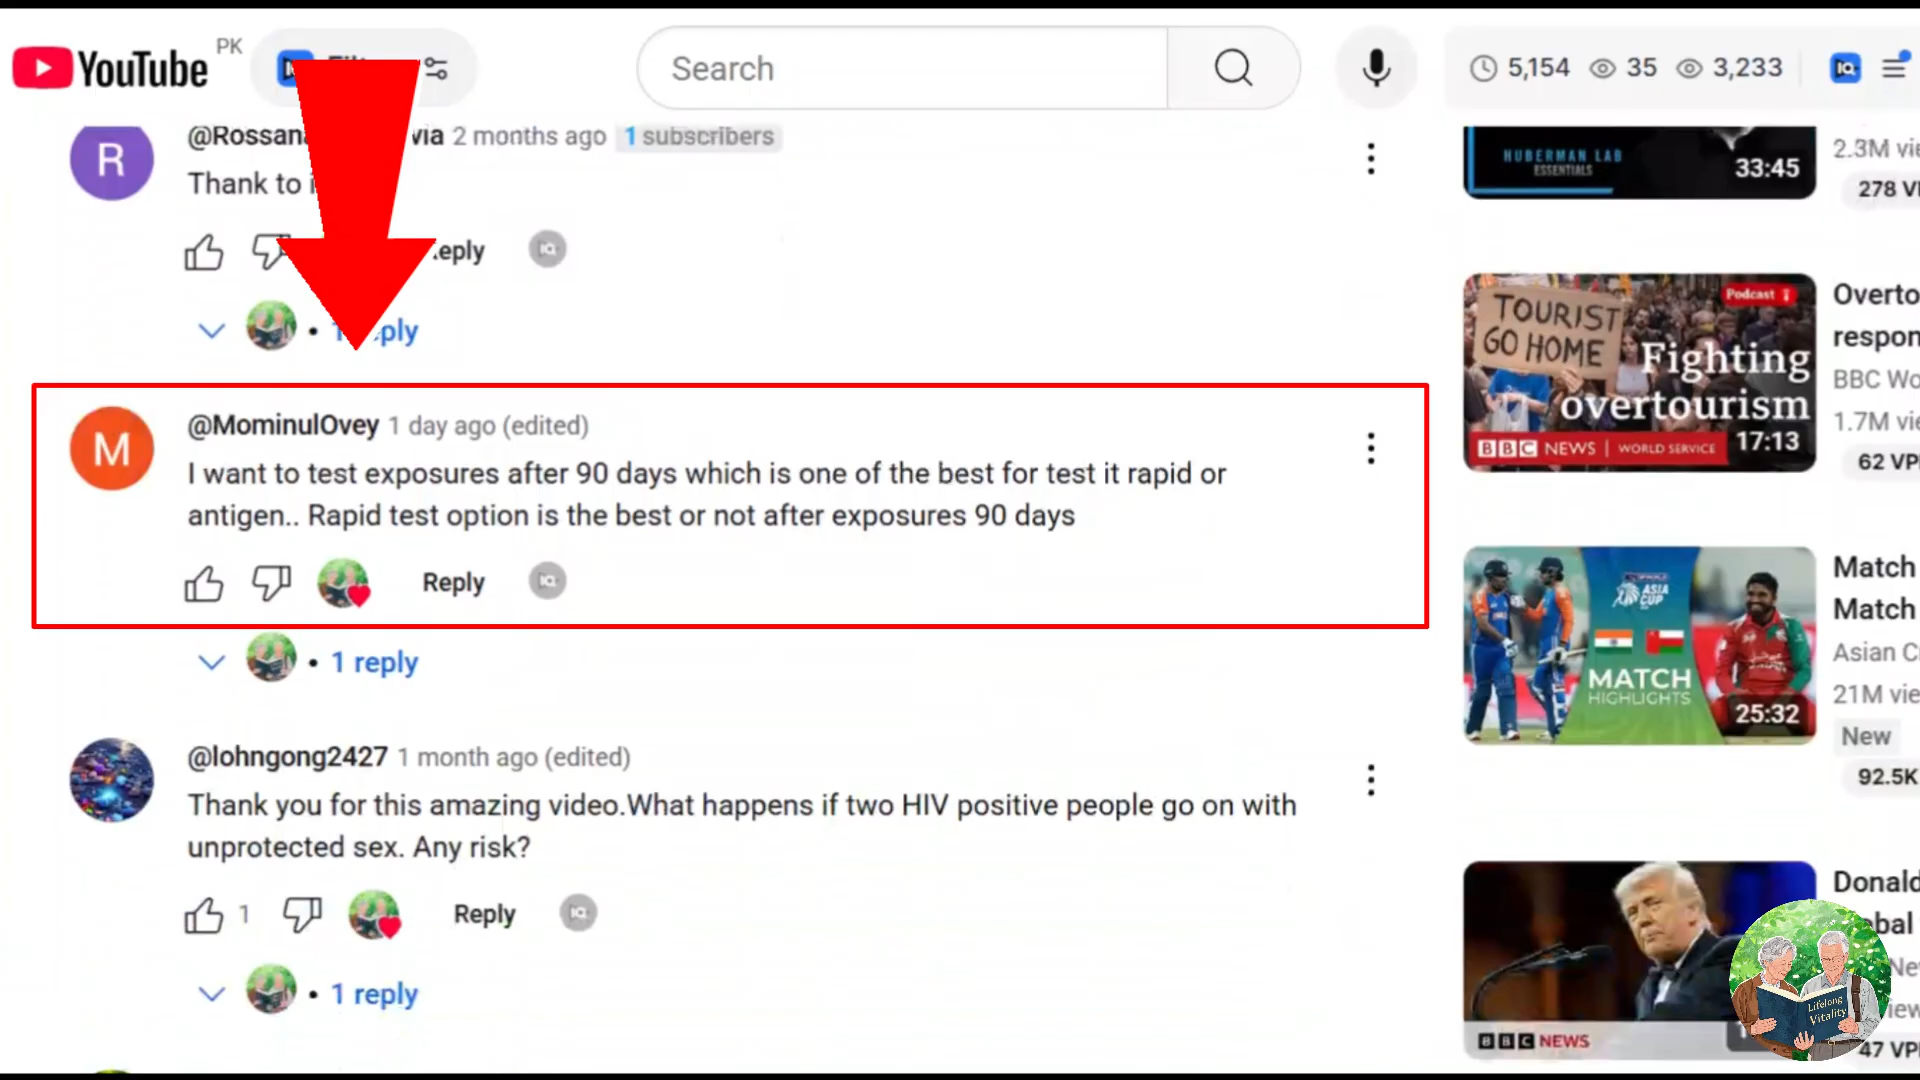 YouTube PK
Search
5,154 35 3,233
@Rossan via 2 months ago 1 subscribers
R
Thank to
eply
ply
@MominulOvey 1 day ago (edited)
M
I want to test exposures after 90 days which is one of the best for test it rapid or
antigen.. Rapid test option is the best or not after exposures 90 days
Reply
• 1 reply
@lohngong2427 1 month ago (edited)
Thank you for this amazing video.What happens if two HIV positive people go on with
unprotected sex. Any risk?
1 Reply
• 1 reply
HUBERMAN LAB
ESSENTIALS
33:45
2.3M vie
278 VP
TOURIST
GO HOME
Podcast
Fighting
overtourism
BBC NEWS | WORLD SERVICE
17:13
Overto
respon
BBC Wo
1.7M vie
62 VP
ASIA
CUP
MATCH
HIGHLIGHTS
25:32
Match
Match
Asian C
21M vie
New
92.5K
BBC NEWS
Donald
bal
Ne
iew
47 VP
Lifelong
Vitality